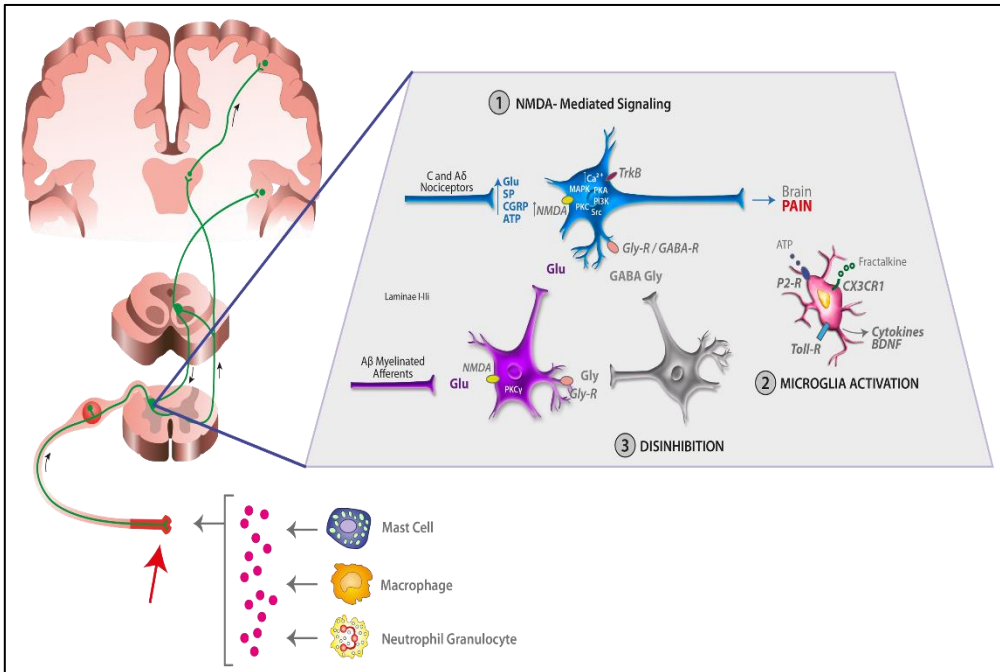 1 NMDA- Mediated Signaling
C and Aδ
Nociceptors
Glu
SP
CGRP
ATP
↑NMDA
↑Ca²⁺
MAPK PKA
PKC PI3K
Src
TrkB
Gly-R / GABA-R
Brain
PAIN
ATP
Fractalkine
P2-R
CX3CR1
Toll-R
Cytokines
BDNF
2 MICROGLIA ACTIVATION
Glu
GABA Gly
Laminae I-IIi
Aβ Myelinated
Afferents
Glu
NMDA
PKCγ
Gly
Gly-R
3 DISINHIBITION
Mast Cell
Macrophage
Neutrophil Granulocyte